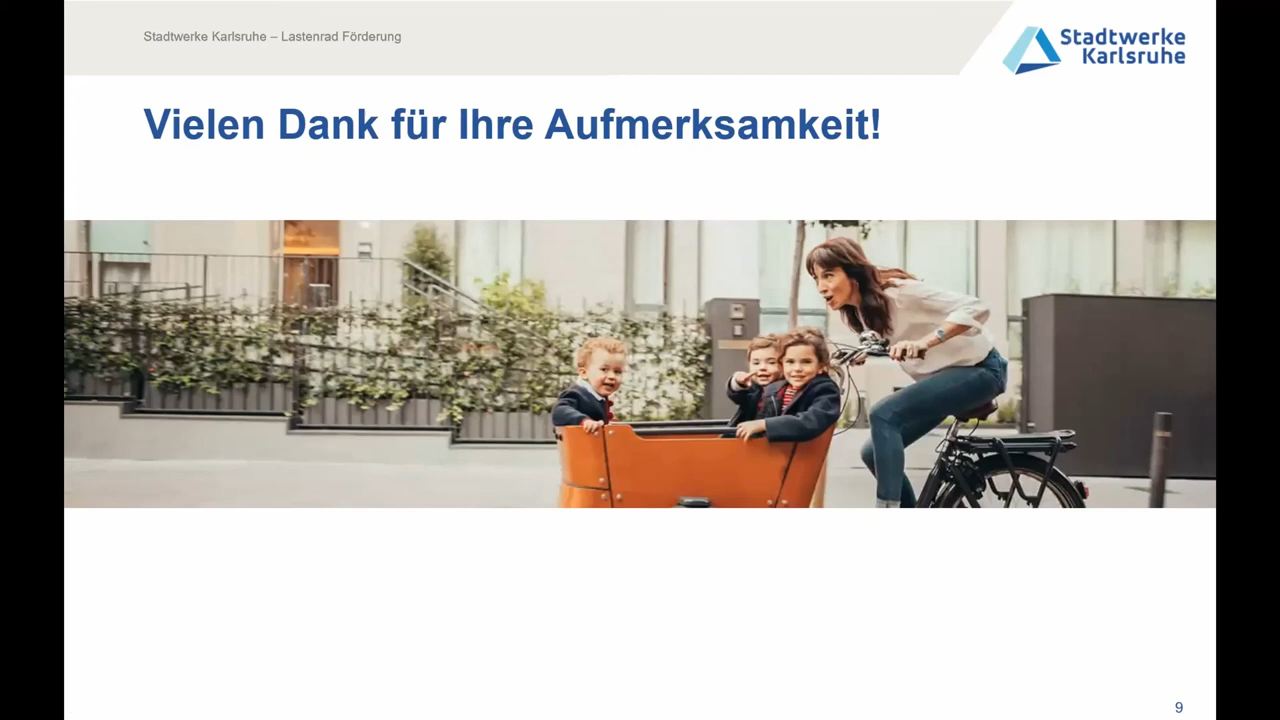 Stadtwerke Karlsruhe – Lastenrad Förderung
Stadtwerke
Karlsruhe
Vielen Dank für Ihre Aufmerksamkeit!
9